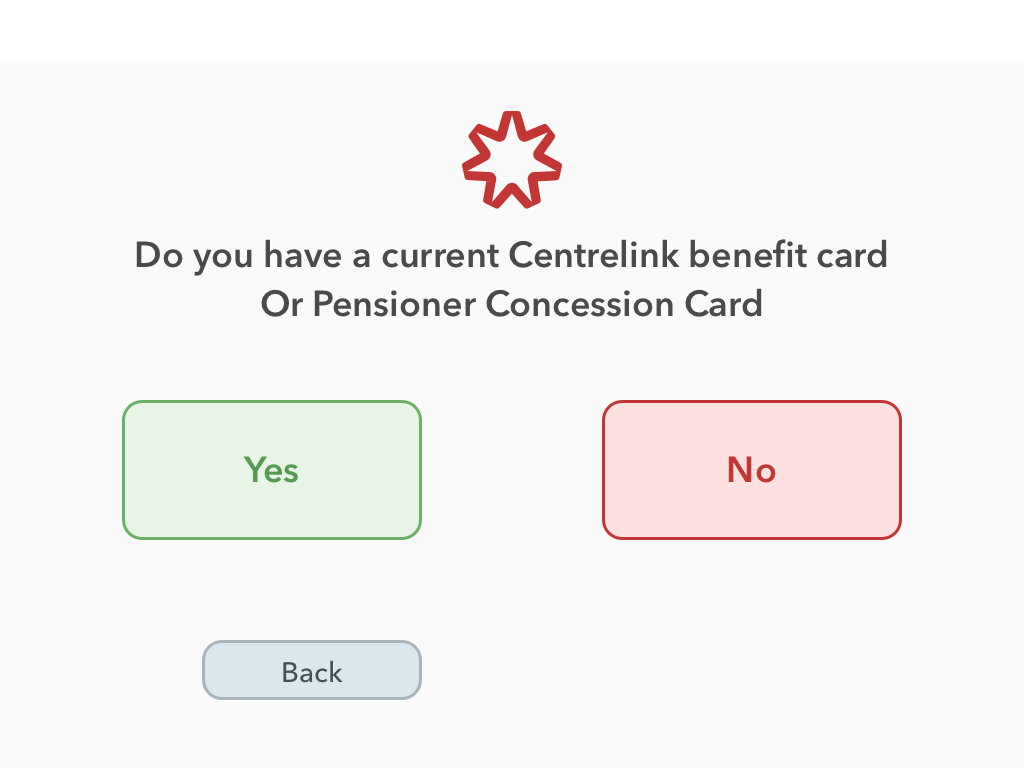 Do you have a current Centrelink benefit card
Or Pensioner Concession Card
Yes
No
Back